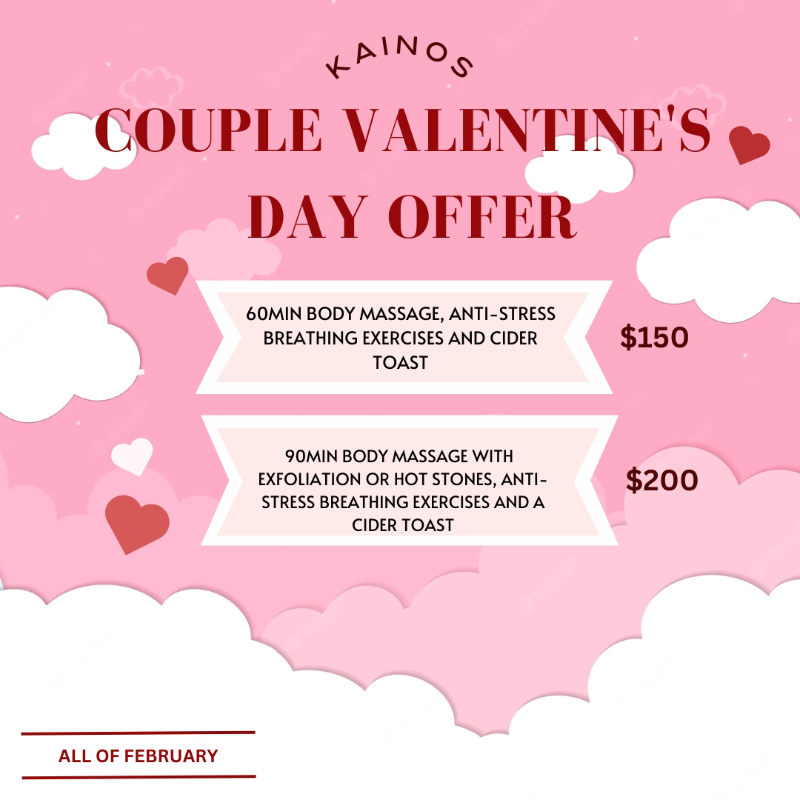 KAINOS
COUPLE VALENTINE'S
DAY OFFER
60MIN BODY MASSAGE, ANTI-STRESS
BREATHING EXERCISES AND CIDER
TOAST
$150
90MIN BODY MASSAGE WITH
EXFOLIATION OR HOT STONES, ANTI-
STRESS BREATHING EXERCISES AND A
CIDER TOAST
$200
ALL OF FEBRUARY